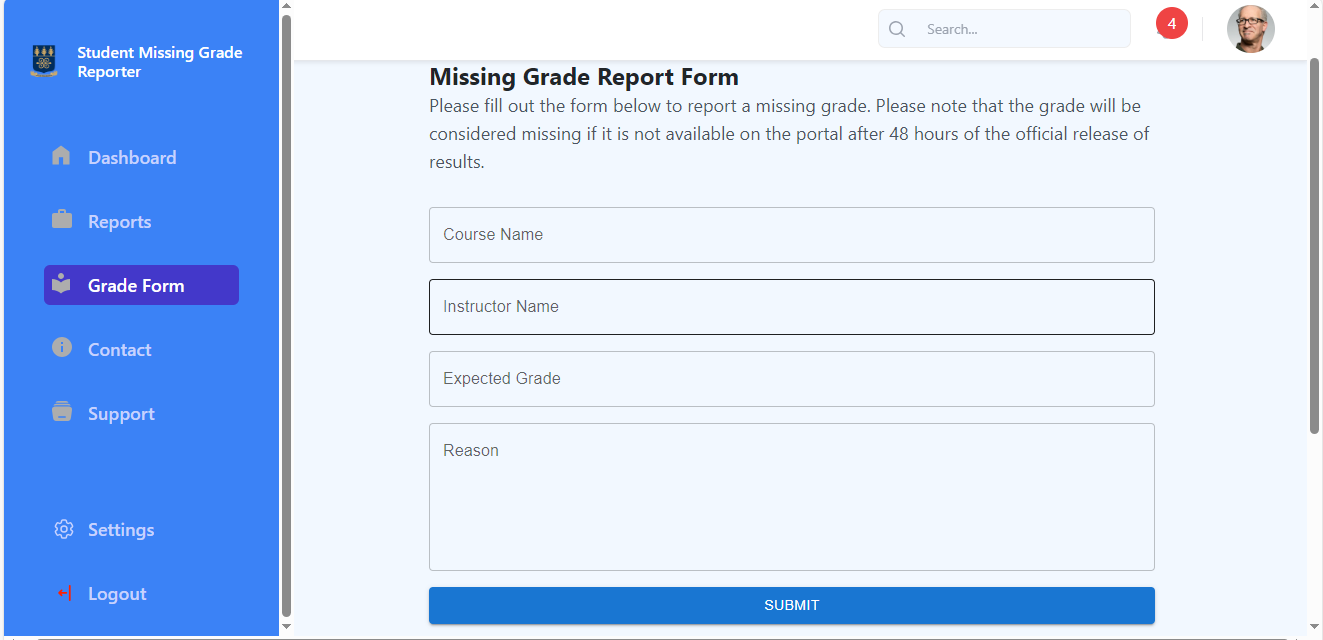 Student Missing Grade
Reporter
Dashboard
Reports
Grade Form
Contact
Support
Settings
Logout
Search...
4
Missing Grade Report Form
Please fill out the form below to report a missing grade. Please note that the grade will be
considered missing if it is not available on the portal after 48 hours of the official release of
results.
Course Name
Instructor Name
Expected Grade
Reason
SUBMIT